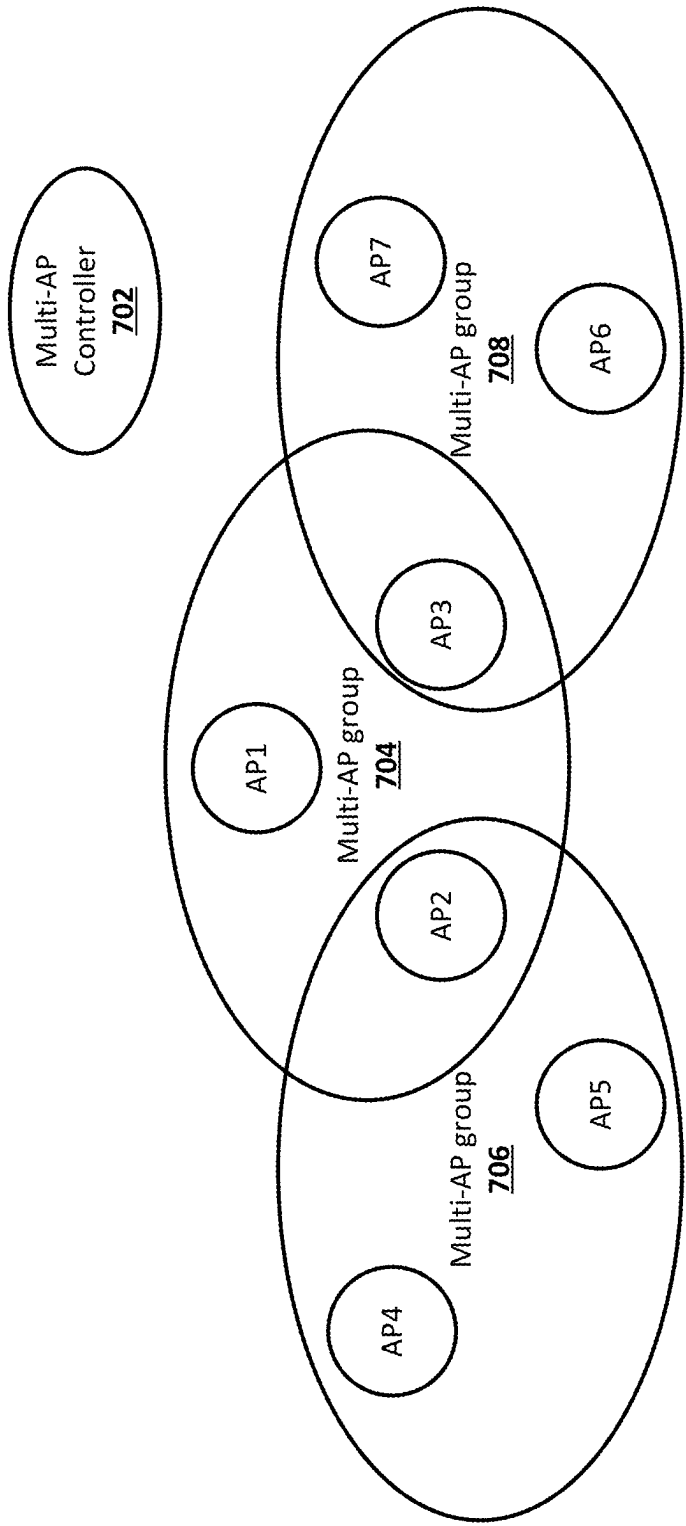 Multi-AP
Controller
702
AP1
Multi-AP group
704
AP2
AP3
AP4
Multi-AP group
706
AP5
AP7
Multi-AP group
708
AP6